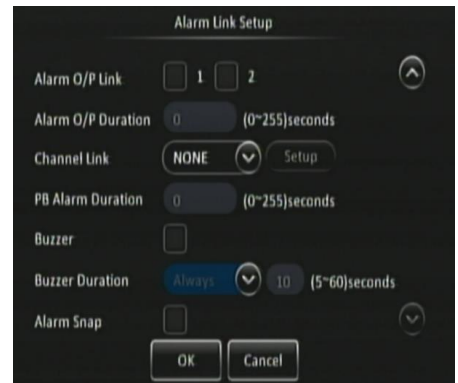 Alarm Link Setup
Alarm O/P Link 1 2
Alarm O/P Duration 0 (0~255)seconds
Channel Link NONE Setup
PB Alarm Duration 0 (0~255)seconds
Buzzer
Buzzer Duration Always 10 (5~60)seconds
Alarm Snap
OK Cancel